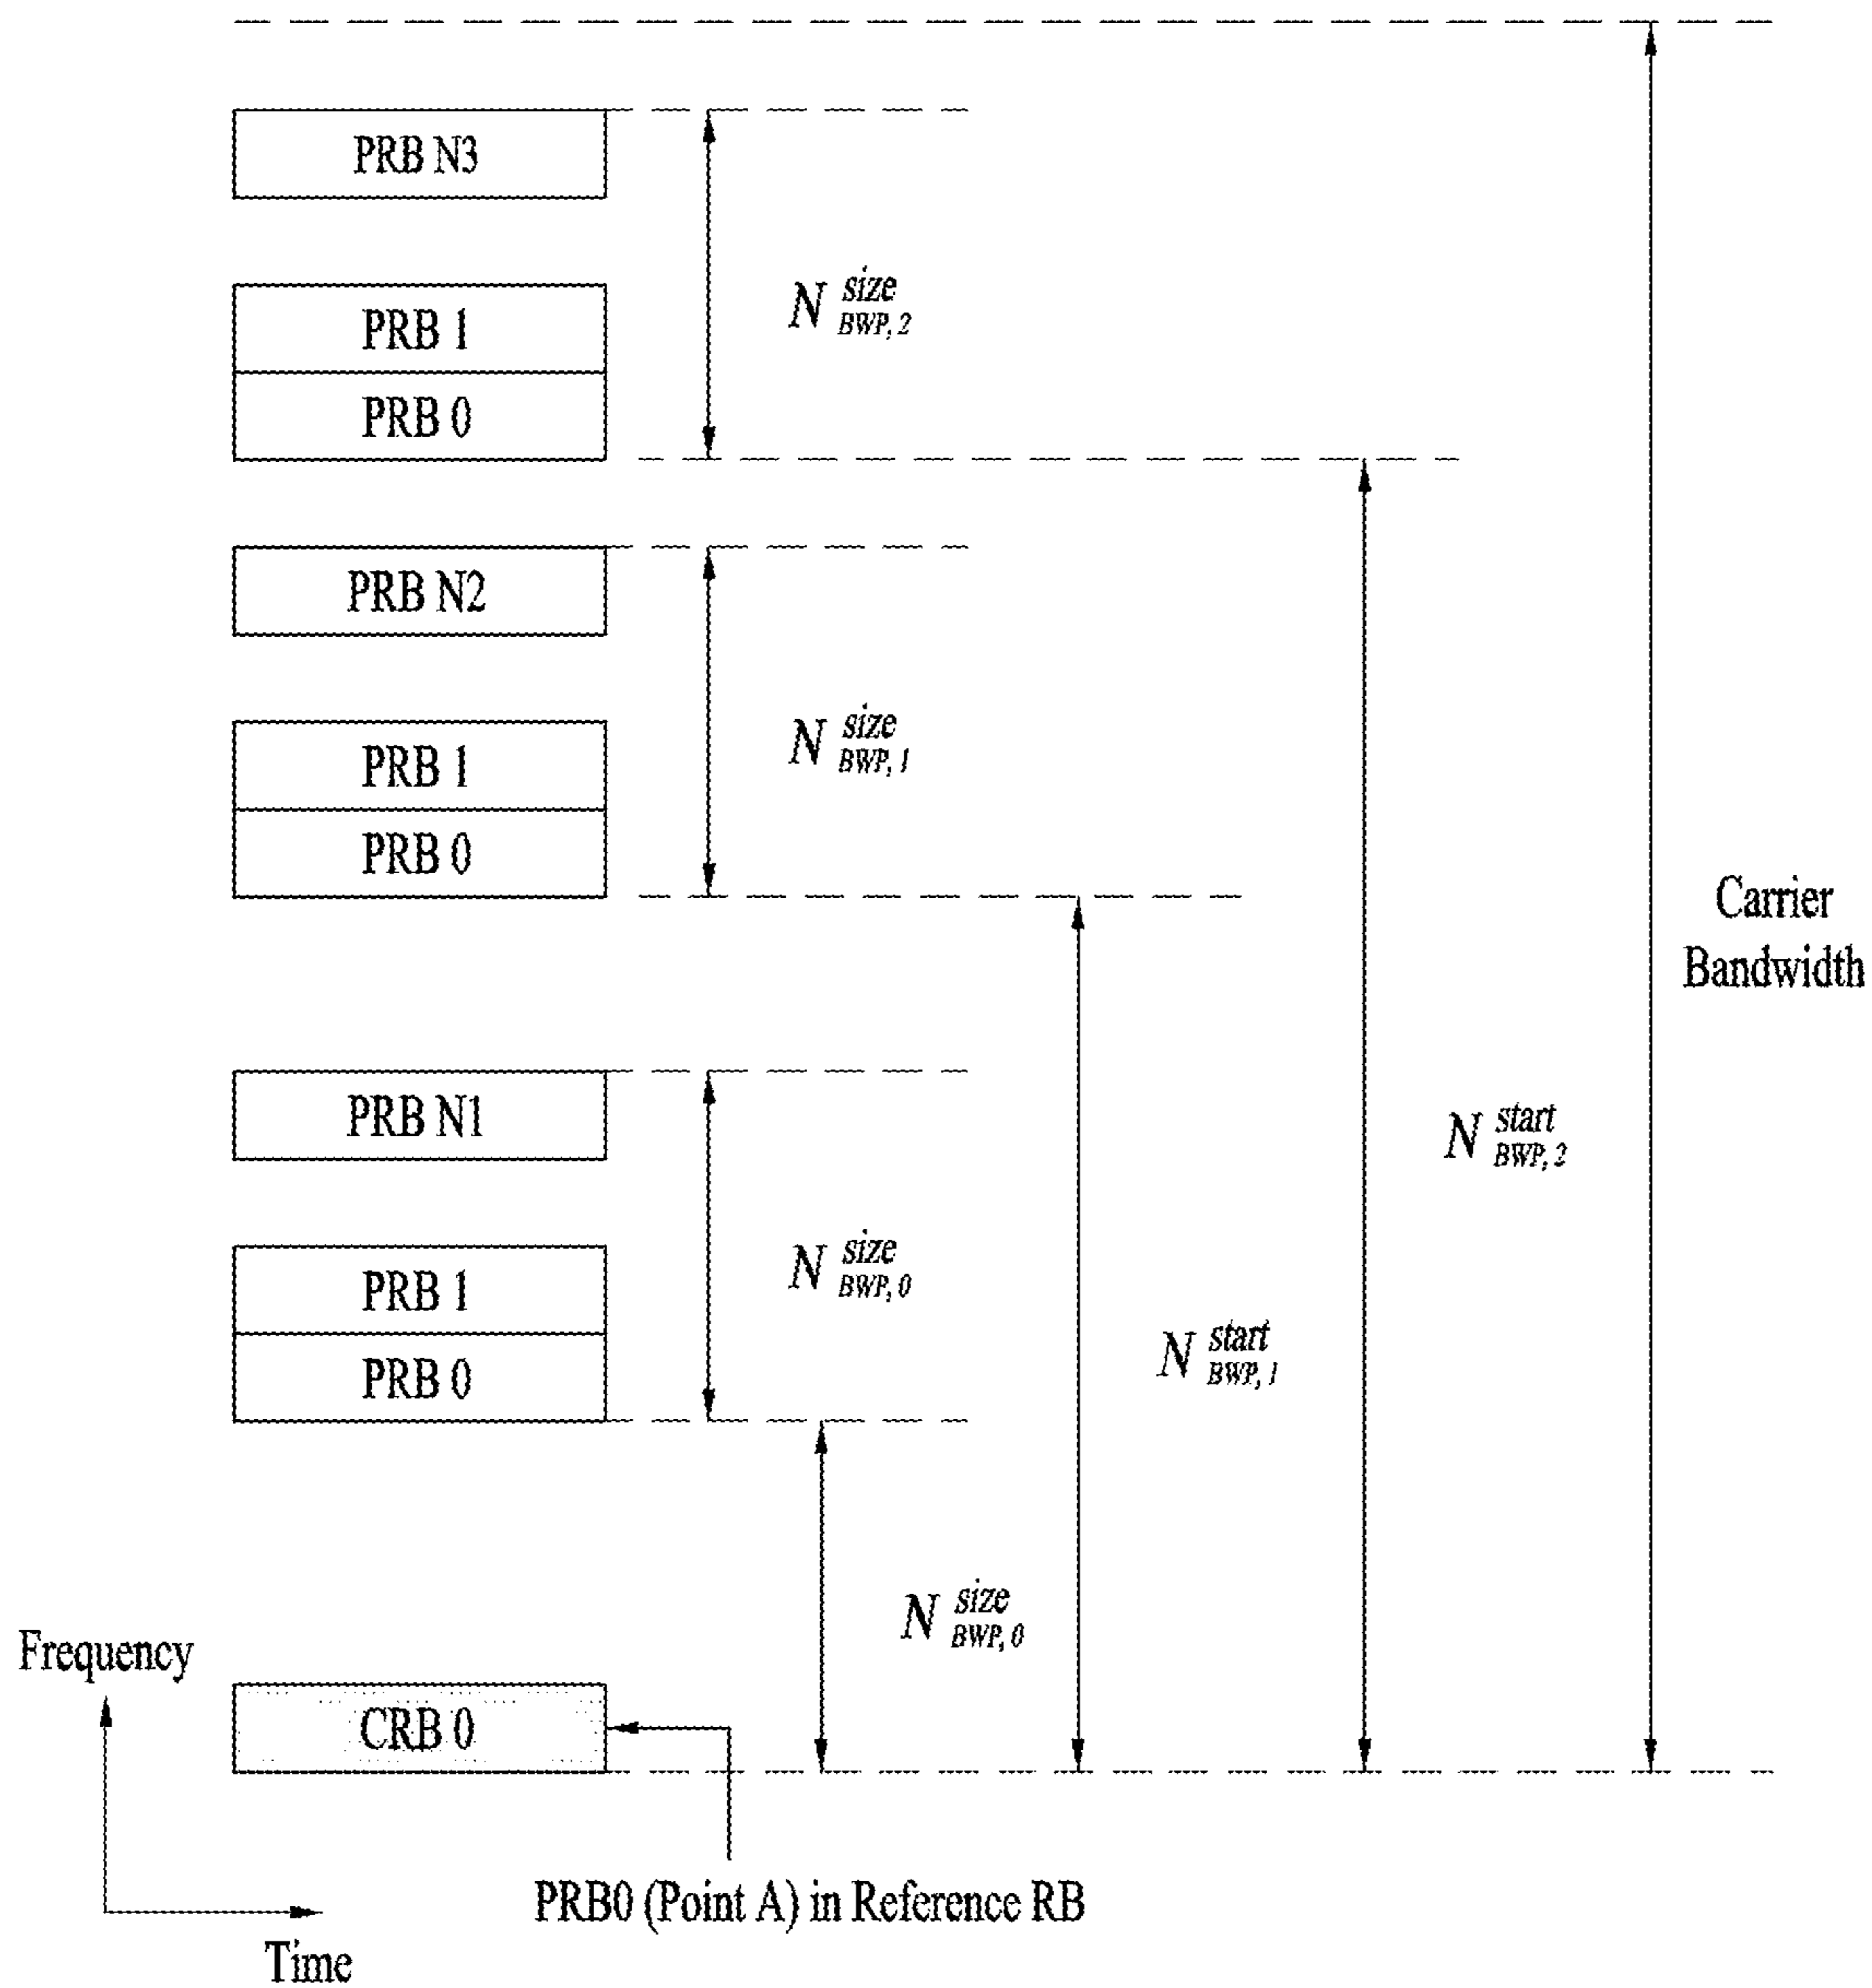 PRB N3
N size BWP, 2
PRB 1
PRB 0
PRB N2
N size BWP, 1
PRB 1
PRB 0
Carrier
Bandwidth
PRB N1
N start BWP, 2
N size BWP, 0
PRB 1
N start BWP, 1
PRB 0
N size BWP, 0
Frequency
CRB 0
PRB0 (Point A) in Reference RB
Time